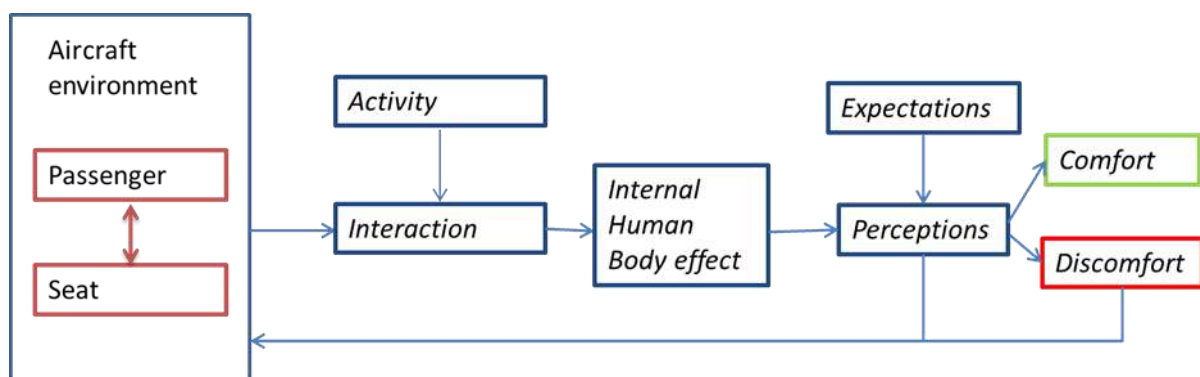 Aircraft
environment
Passenger
Seat
Activity
Interaction
Internal
Human
Body effect
Expectations
Perceptions
Comfort
Discomfort